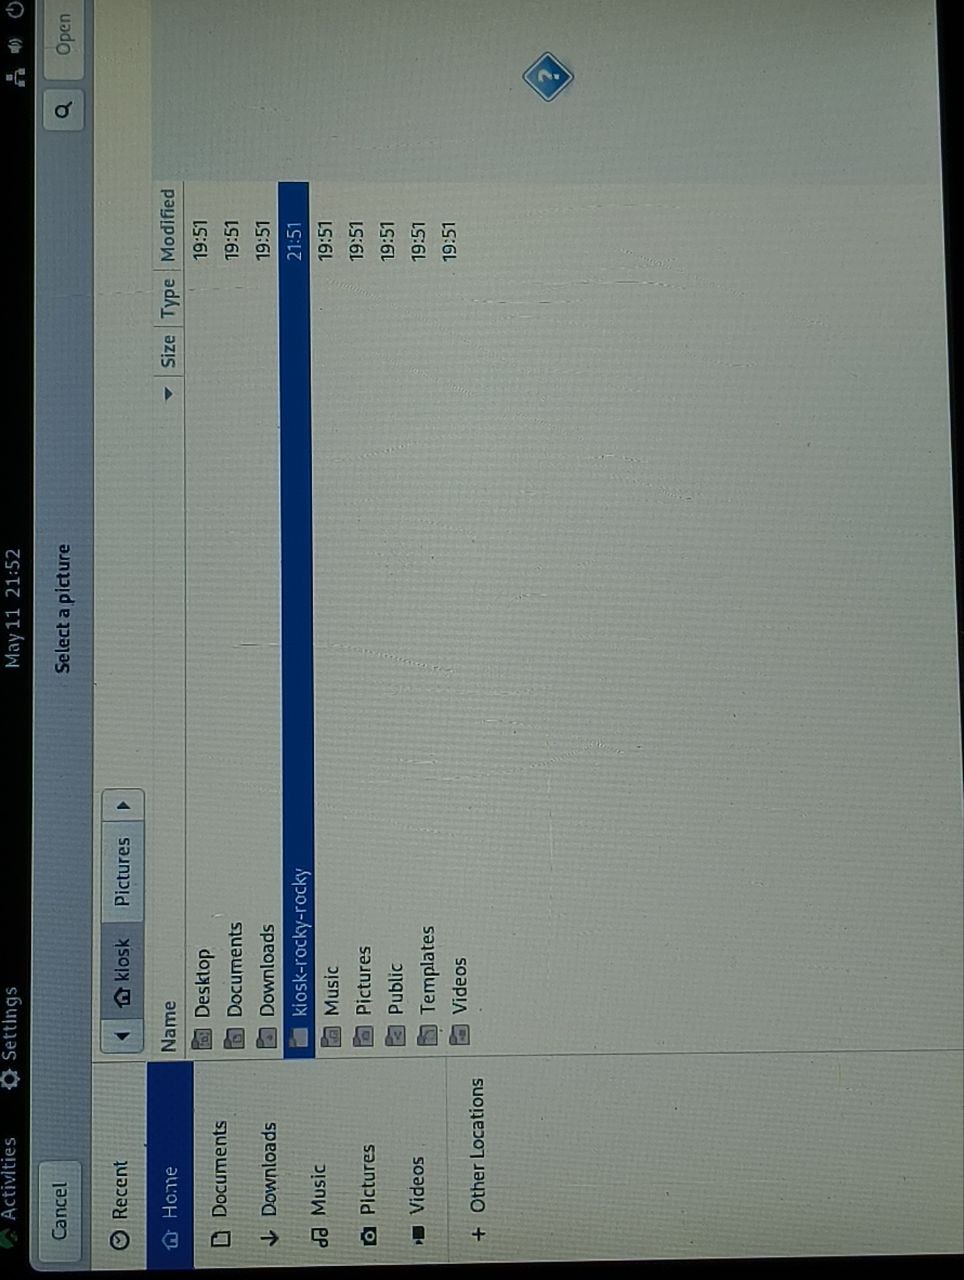 Activities Settings May 11 21:52
Cancel Select a picture Open
Recent
Home
Documents
Downloads
Music
Pictures
Videos
+ Other Locations
kiosk Pictures
Name Size Type Modified
Desktop 19:51
Documents 19:51
Downloads 19:51
kiosk-rocky-rocky 21:51
Music 19:51
Pictures 19:51
Public 19:51
Templates 19:51
Videos 19:51
?